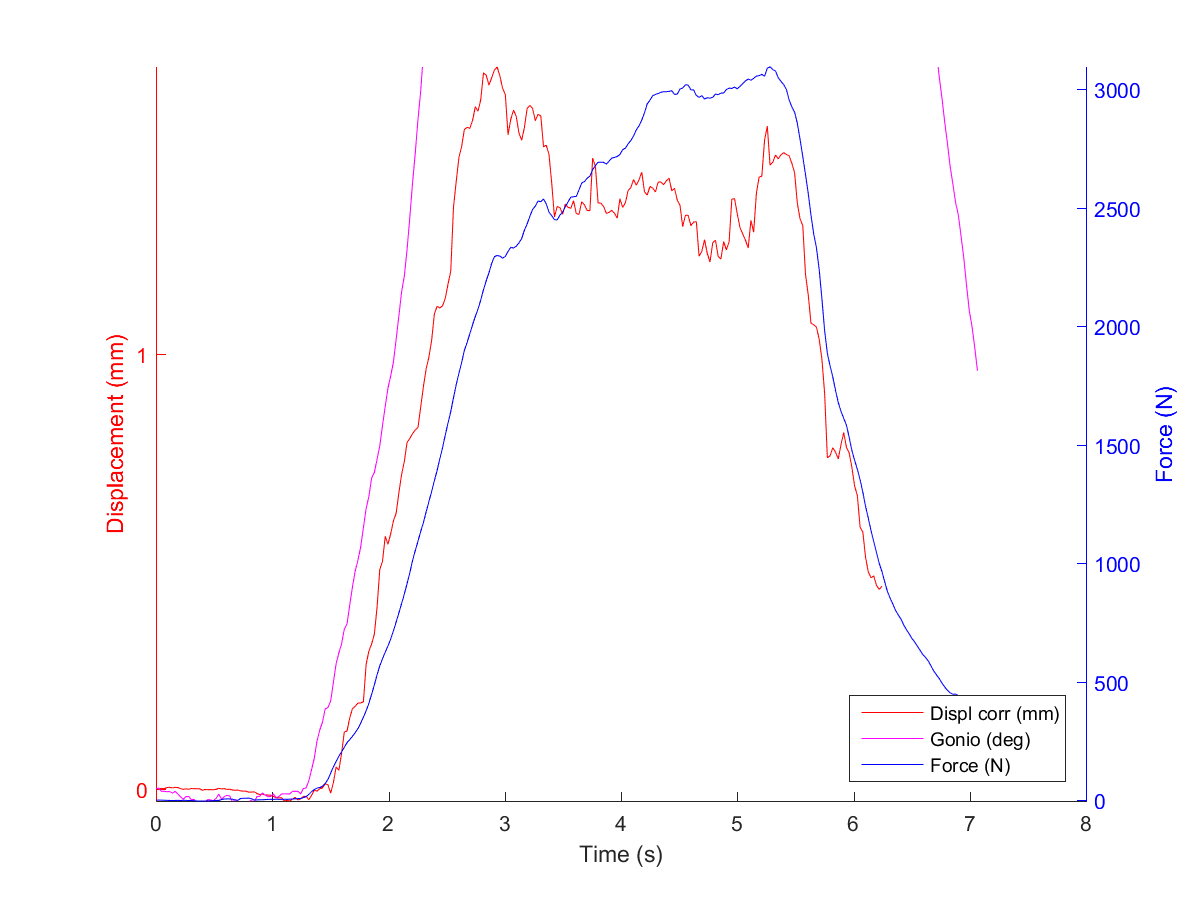 Displacement (mm)
1
0
0 1 2 3 4 5 6 7 8
Time (s)
3000
2500
2000
1500
1000
500
0
Force (N)
Displ corr (mm)
Gonio (deg)
Force (N)